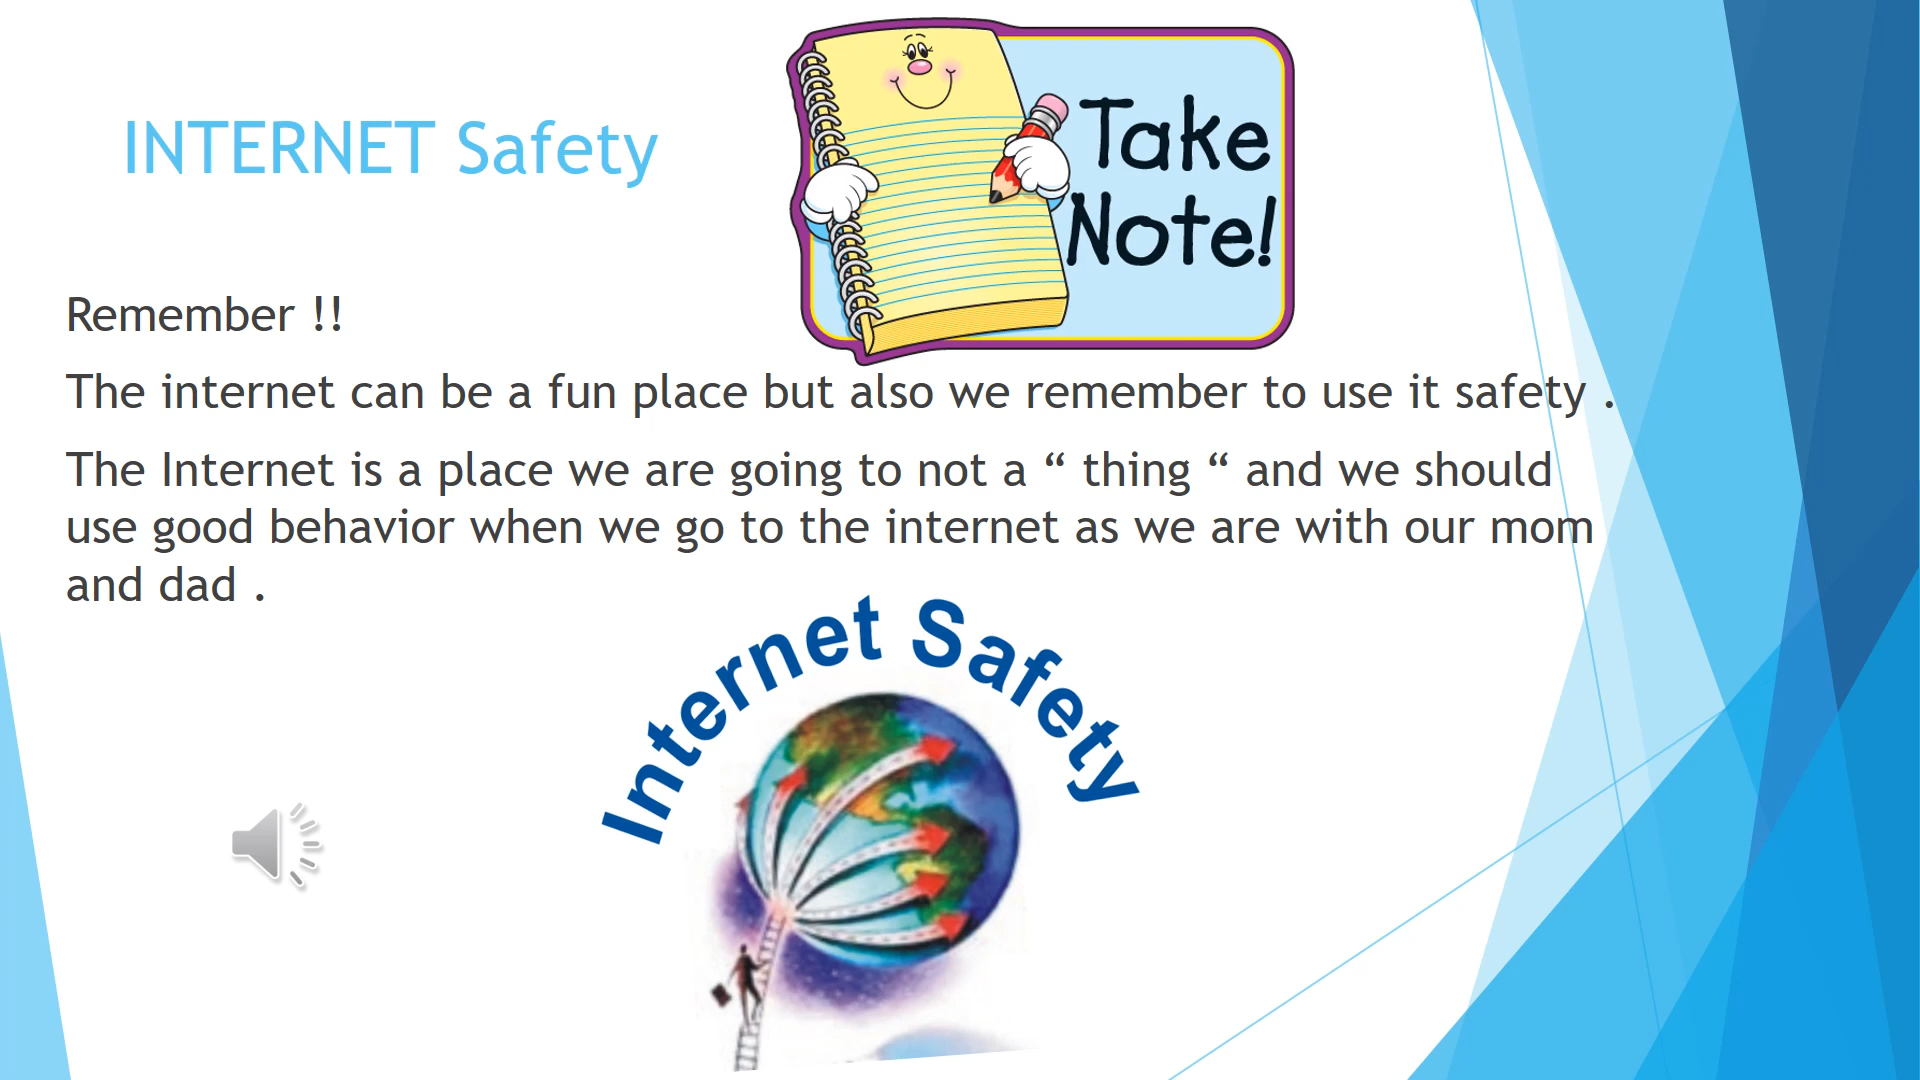 INTERNET Safety
Take
Note!
Remember !!
The internet can be a fun place but also we remember to use it safety .
The Internet is a place we are going to not a “ thing “ and we should
use good behavior when we go to the internet as we are with our mom
and dad .
Internet Safety